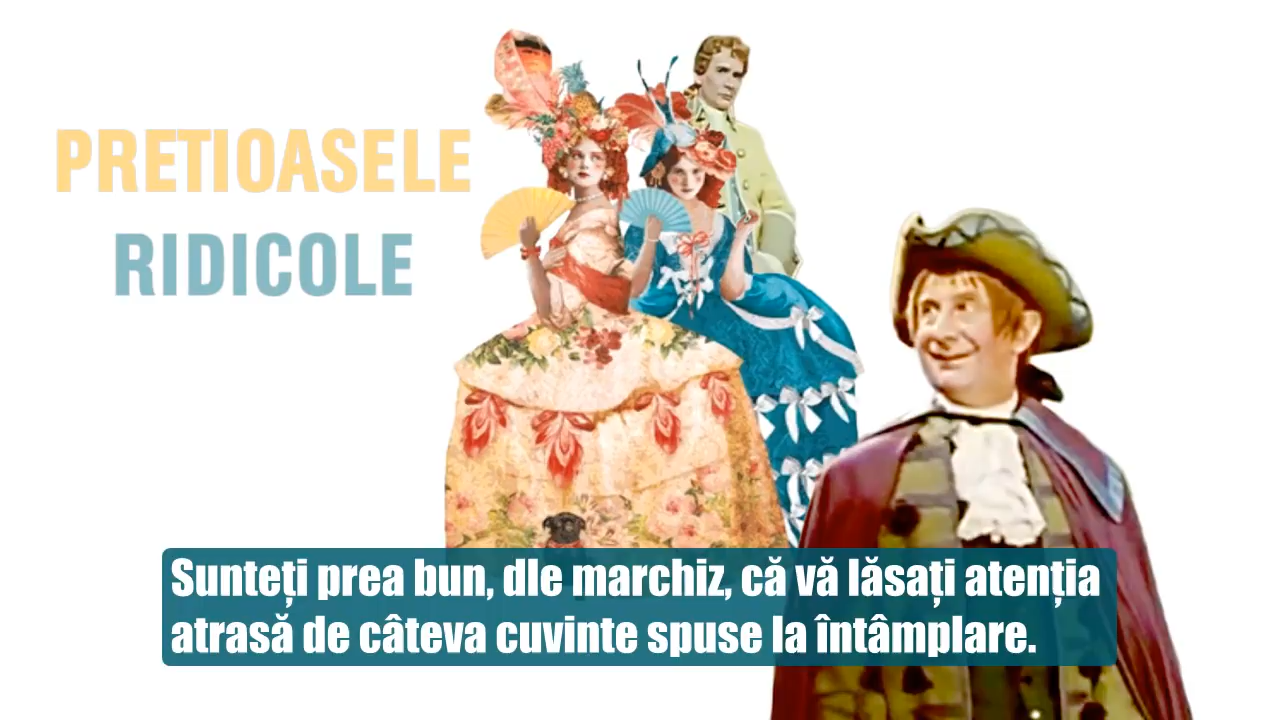 PRETIOASELE
RIDICOLE
Sunteți prea bun, dle marchiz, că vă lăsați atenția
atrasă de câteva cuvinte spuse la întâmplare.